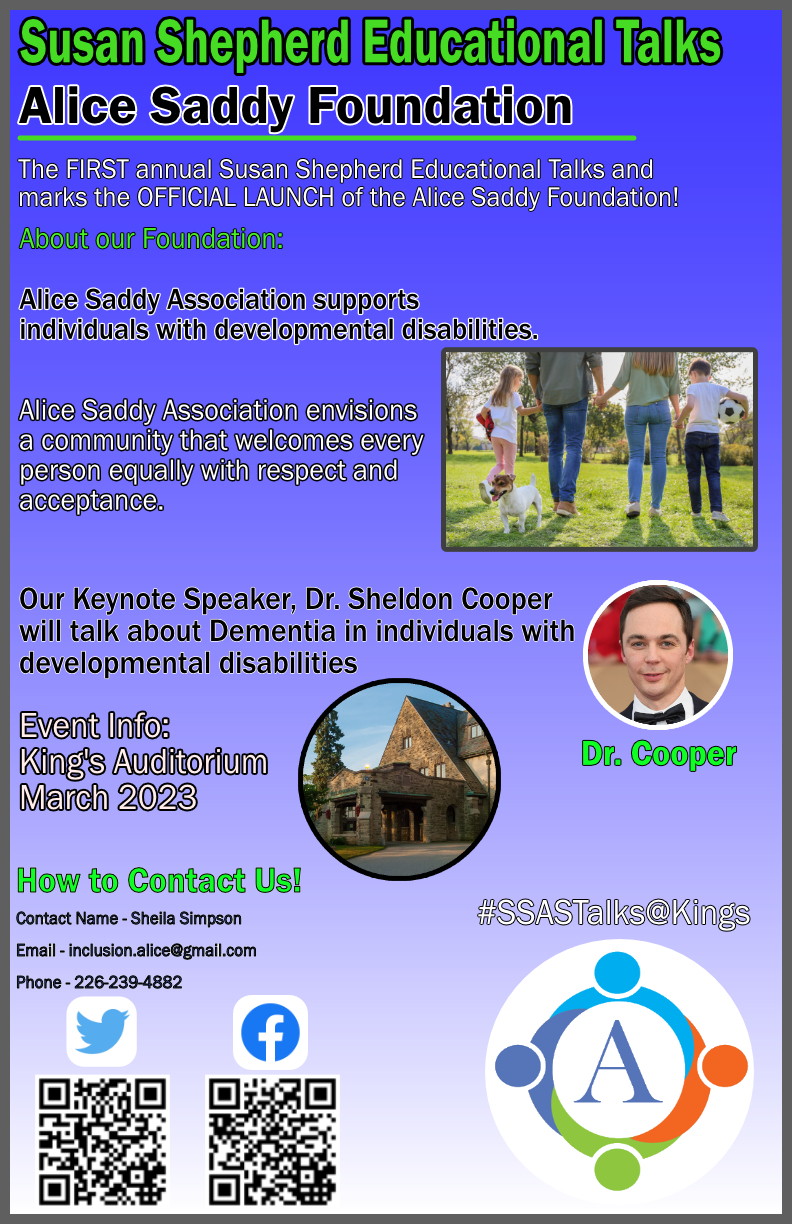 Susan Shepherd Educational Talks
Alice Saddy Foundation
The FIRST annual Susan Shepherd Educational Talks and
marks the OFFICIAL LAUNCH of the Alice Saddy Foundation!
About our Foundation:
Alice Saddy Association supports
individuals with developmental disabilities.
Alice Saddy Association envisions
a community that welcomes every
person equally with respect and
acceptance.
Our Keynote Speaker, Dr. Sheldon Cooper
will talk about Dementia in individuals with
developmental disabilities
Dr. Cooper
Event Info:
King's Auditorium
March 2023
How to Contact Us!
Contact Name - Sheila Simpson
Email - inclusion.alice@gmail.com
Phone - 226-239-4882
#SSASTalks@Kings
A